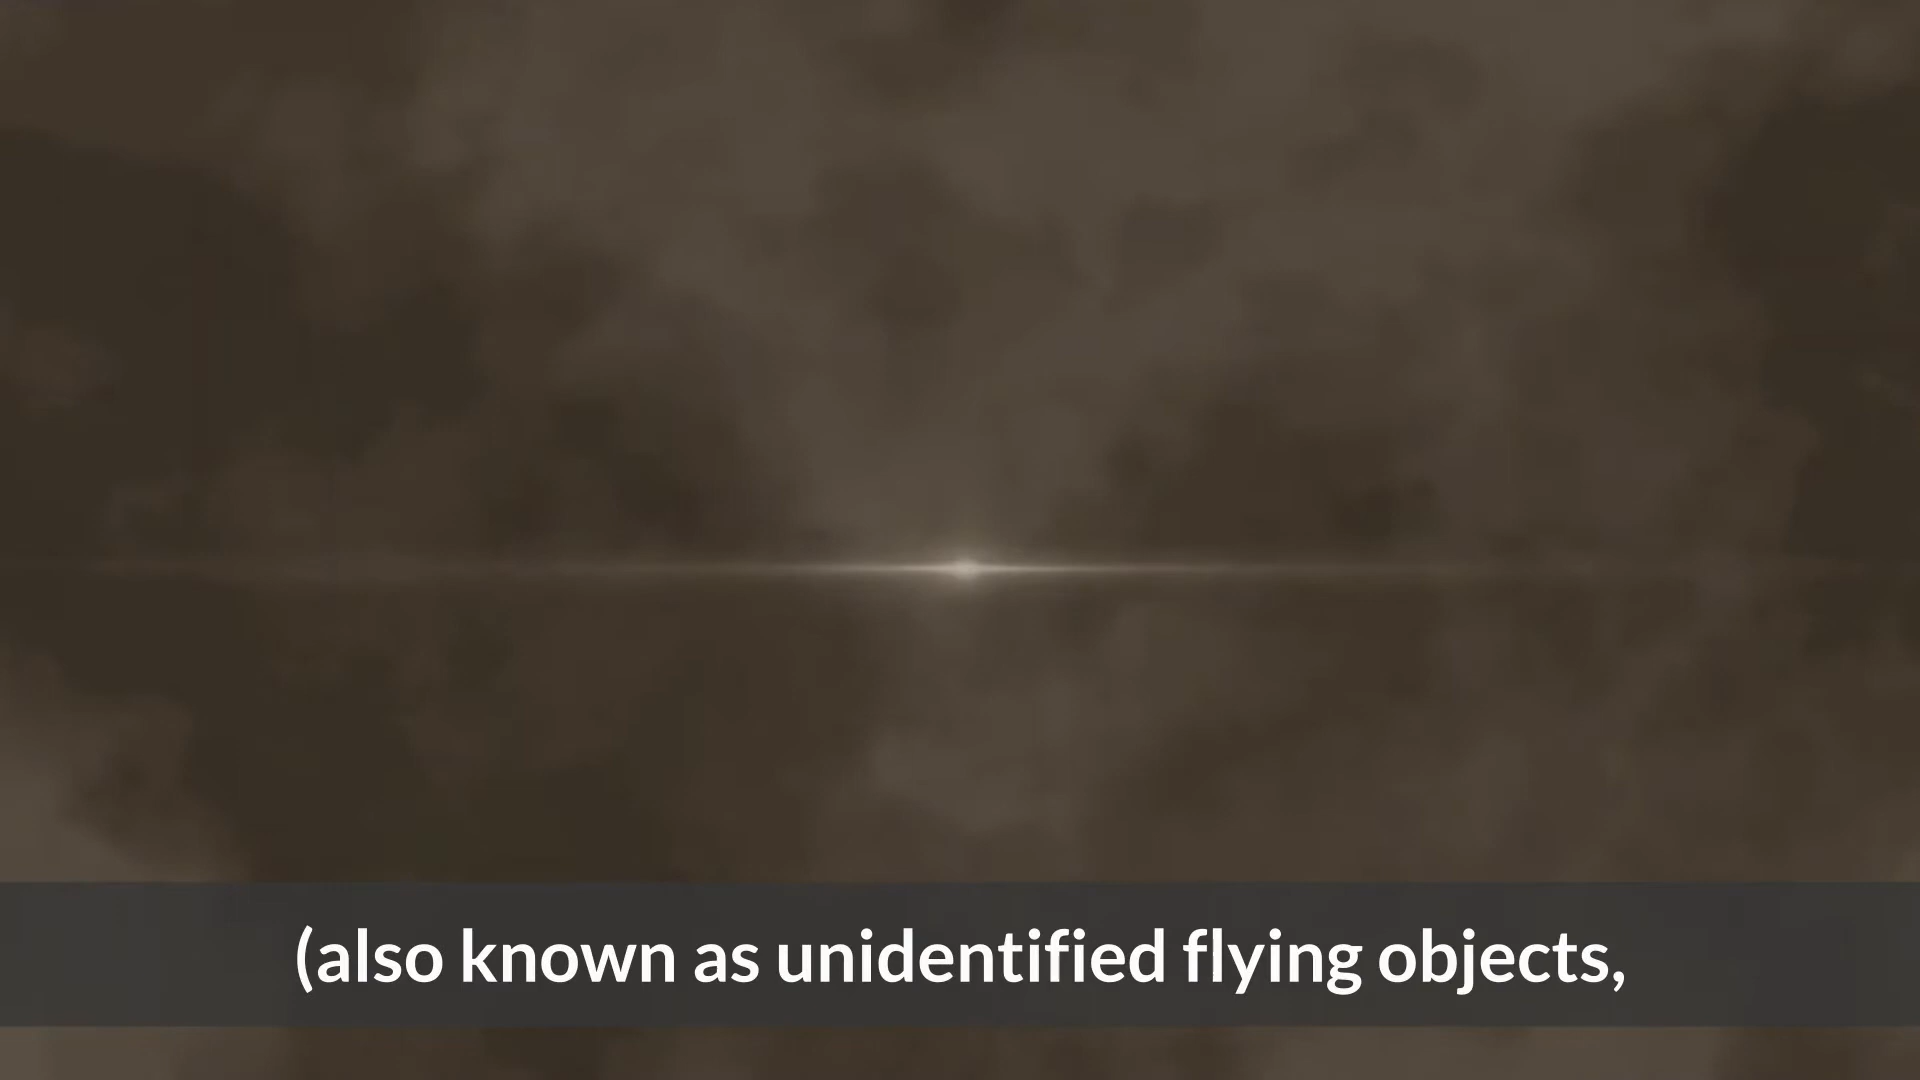 (also known as unidentified flying objects,